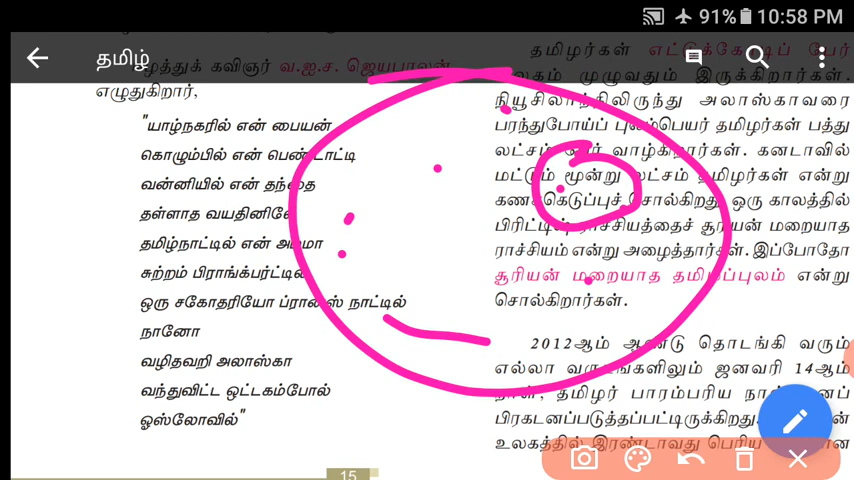 91% 10:58 PM
தமிழ்
ழத்துக் கவிஞர் வ.ஐ.ச. ஜெயபாலன்
எழுதுகிறார்,
"யாழ்நகரில் என் பையன்
கொழும்பில் என் பெண்டாட்டி
வன்னியில் என் தந்தை
தள்ளாத வயதினிலே
தமிழ்நாட்டில் என் அம்மா
சுற்றம் பிராங்க்பர்ட்டில்
ஒரு சகோதரியோ ப்ரான்ஸ் நாட்டில்
நானோ
வழிதவறி அலாஸ்கா
வந்துவிட்ட ஒட்டகம்போல்
ஓஸ்லோவில்"
15
தமிழர்கள் எட்டுக்கோடிப் பேர்
உலகம் முழுவதும் இருக்கிறார்கள்.
நியூசிலாந்திலிருந்து அலாஸ்காவரை
பரந்துபோய்ப் புலம்பெயர் தமிழர்கள் பத்து
லட்சம் பேர் வாழ்கிறார்கள். கனடாவில்
மட்டும் மூன்று லட்சம் தமிழர்கள் என்று
கணக்கெடுப்புச் சொல்கிறது. ஒரு காலத்தில்
பிரிட்டிஷ் ராச்சியத்தைச் சூரியன் மறையாத
ராச்சியம் என்று அழைத்தார்கள். இப்போதோ
சூரியன் மறையாத தமிழ்ப்புலம் என்று
சொல்கிறார்கள்.
2012ஆம் ஆண்டு தொடங்கி வரும்
எல்லா வருடங்களிலும் ஜனவரி 14ஆம்
நாள், தமிழர் பாரம்பரிய நாள் எனப்
பிரகடனப்படுத்தப்பட்டிருக்கிறது.
உலகத்தில் இரண்டாவது பெரிய